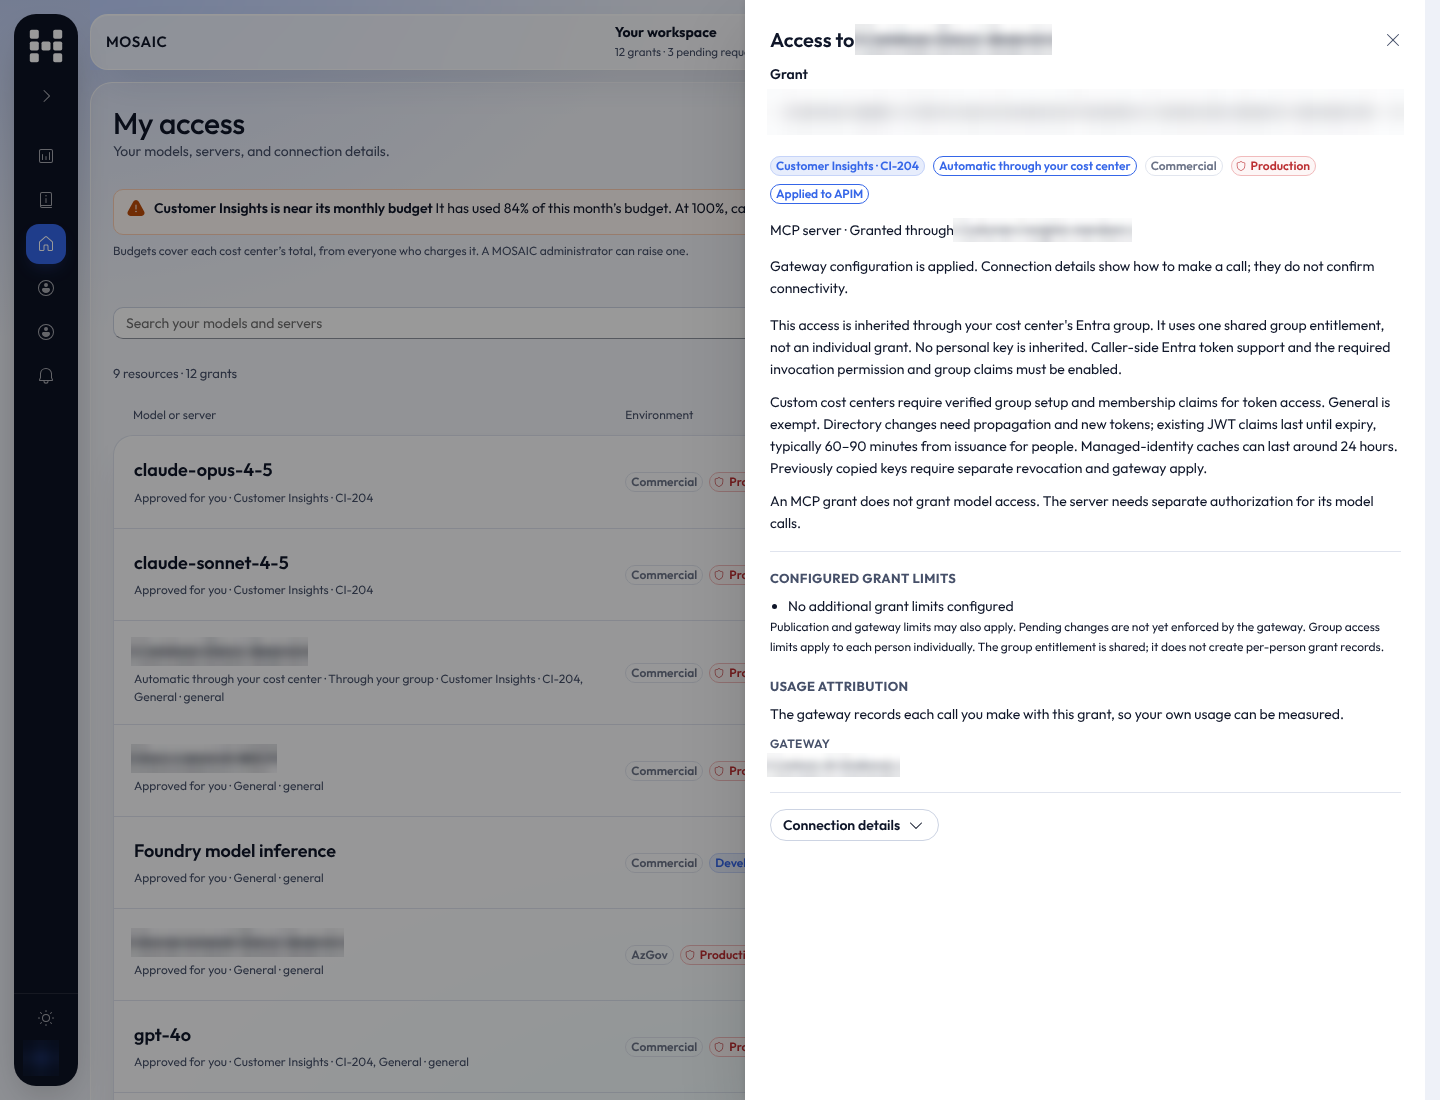 MOSAIC
Your workspace
12 grants · 3 pending
My access
Your models, servers, and connection details.
Customer Insights is near its monthly budget It has used 84% of this month's budget. At 100%,
Budgets cover each cost center's total, from everyone who charges it. A MOSAIC administrator can raise one.
Search your models and servers
9 resources · 12 grants
Model or server
Environment
claude-opus-4-5
Approved for you · Customer Insights · CI-204
Commercial
claude-sonnet-4-5
Approved for you · Customer Insights · CI-204
Commercial
Automatic through your cost center · Through your group · Customer Insights · CI-204,
General · general
Commercial
Approved for you · General · general
Commercial
Foundry model inference
Approved for you · General · general
Commercial
Approved for you · General · general
AzGov
gpt-4o
Approved for you · Customer Insights · CI-204, General · general
Commercial
Access to
Grant
Customer Insights · CI-204
Automatic through your cost center
Commercial
Production
Applied to APIM
MCP server · Granted through
Gateway configuration is applied. Connection details show how to make a call; they do not confirm
connectivity.
This access is inherited through your cost center's Entra group. It uses one shared group entitlement,
not an individual grant. No personal key is inherited. Caller-side Entra token support and the required
invocation permission and group claims must be enabled.
Custom cost centers require verified group setup and membership claims for token access. General is
exempt. Directory changes need propagation and new tokens; existing JWT claims last until expiry,
typically 60–90 minutes from issuance for people. Managed-identity caches can last around 24 hours.
Previously copied keys require separate revocation and gateway apply.
An MCP grant does not grant model access. The server needs separate authorization for its model
calls.
CONFIGURED GRANT LIMITS
• No additional grant limits configured
Publication and gateway limits may also apply. Pending changes are not yet enforced by the gateway. Group access
limits apply to each person individually. The group entitlement is shared; it does not create per-person grant records.
USAGE ATTRIBUTION
The gateway records each call you make with this grant, so your own usage can be measured.
GATEWAY
Connection details